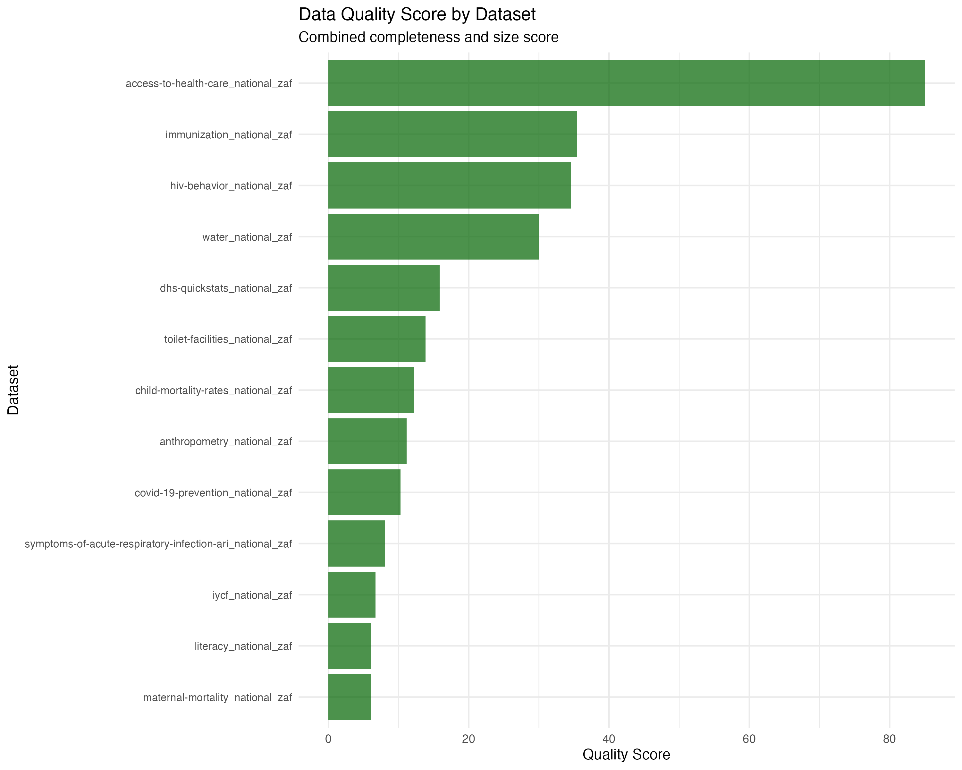 Data Quality Score by Dataset
Combined completeness and size score
access-to-health-care_national_zaf
immunization_national_zaf
hiv-behavior_national_zaf
water_national_zaf
dhs-quickstats_national_zaf
toilet-facilities_national_zaf
child-mortality-rates_national_zaf
anthropometry_national_zaf
covid-19-prevention_national_zaf
symptoms-of-acute-respiratory-infection-ari_national_zaf
iycf_national_zaf
literacy_national_zaf
maternal-mortality_national_zaf
Dataset
0 20 40 60 80
Quality Score